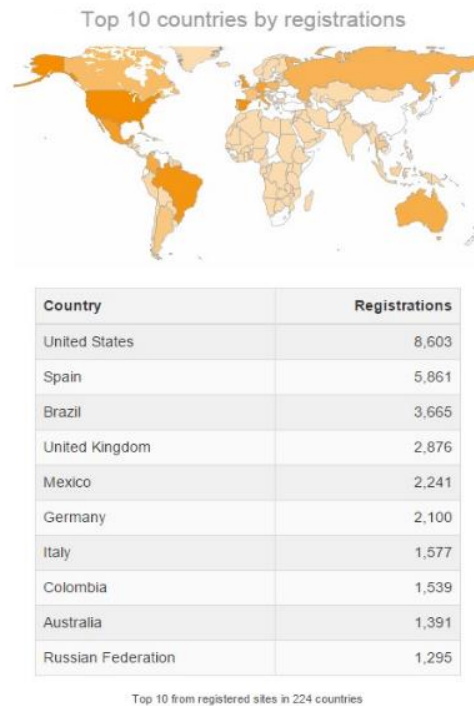 Top 10 countries by registrations
Country Registrations
United States 8,603
Spain 5,861
Brazil 3,665
United Kingdom 2,876
Mexico 2,241
Germany 2,100
Italy 1,577
Colombia 1,539
Australia 1,391
Russian Federation 1,295
Top 10 from registered sites in 224 countries